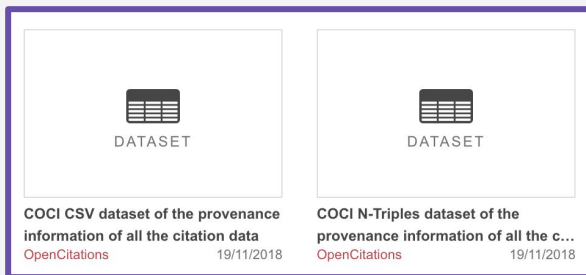 DATASET
COCI CSV dataset of the provenance
information of all the citation data
OpenCitations 19/11/2018
DATASET
COCI N-Triples dataset of the
provenance information of all the c...
OpenCitations 19/11/2018